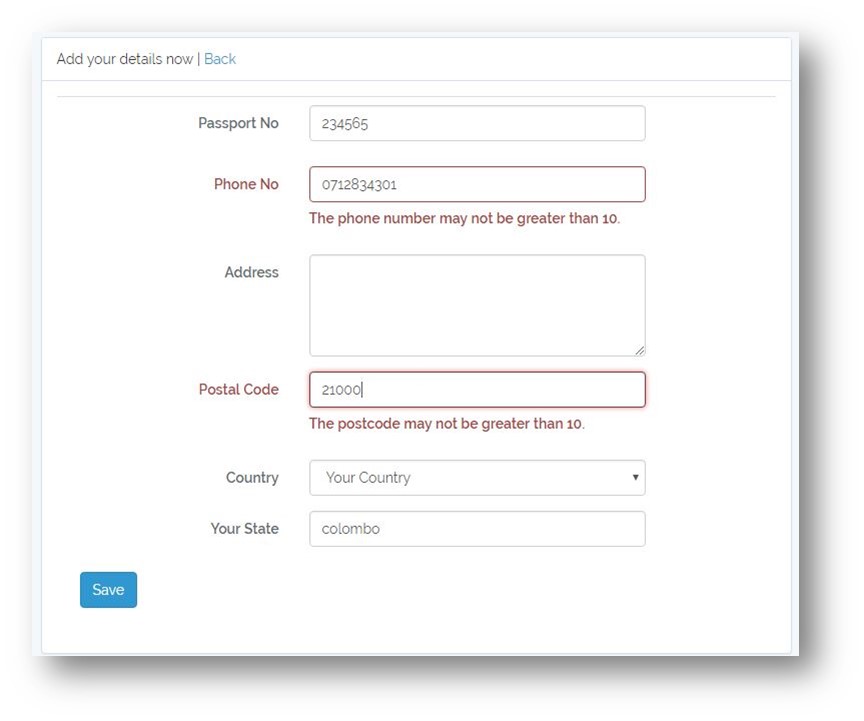 Add your details now | Back
Passport No 234565
Phone No 0712834301
The phone number may not be greater than 10.
Address
Postal Code 21000
The postcode may not be greater than 10.
Country Your Country
Your State colombo
Save